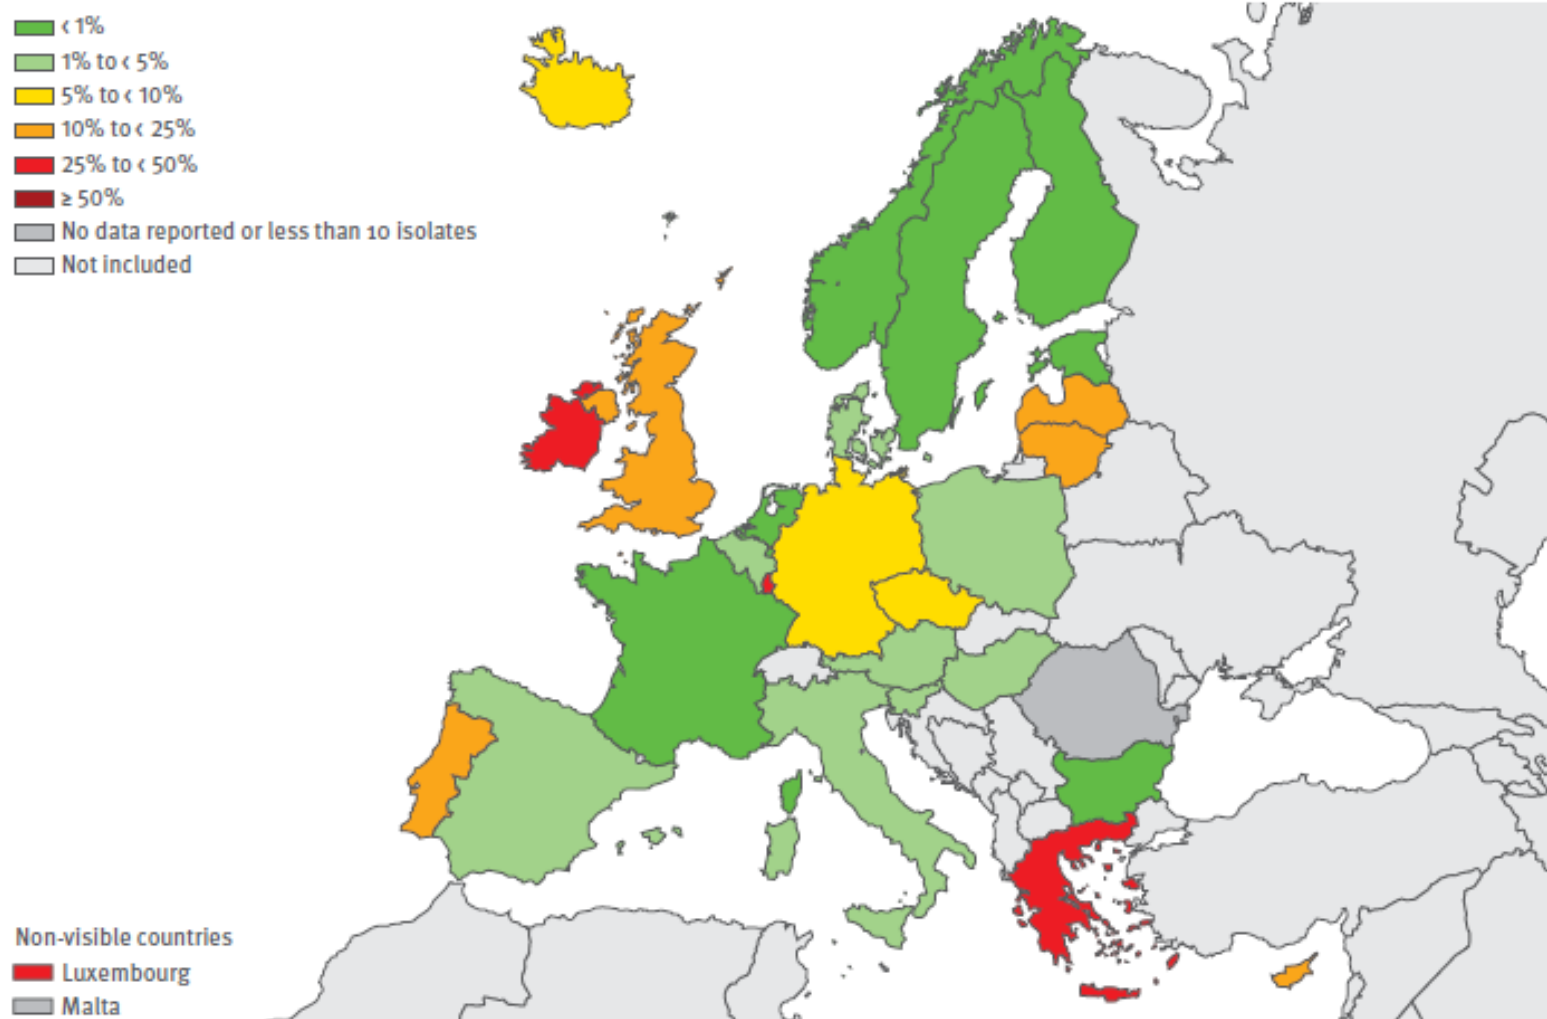 < 1%
1% to < 5%
5% to < 10%
10% to < 25%
25% to < 50%
≥ 50%
No data reported or less than 10 isolates
Not included
Non-visible countries
Luxembourg
Malta